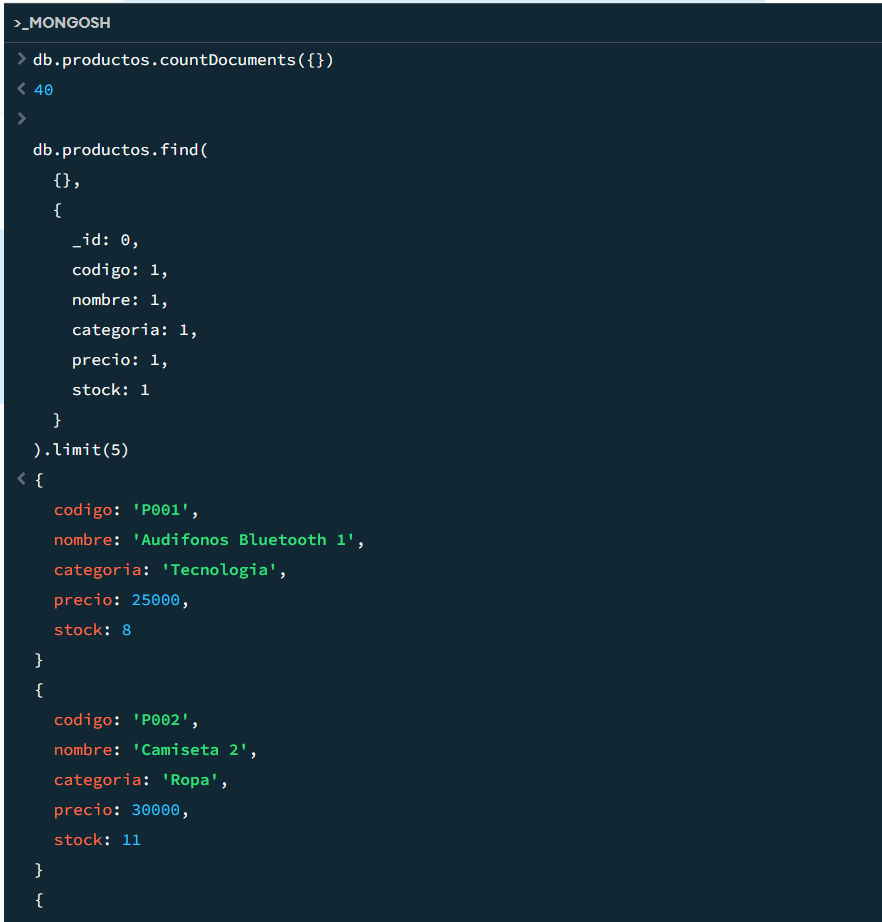 >_MONGOSH
> db.productos.countDocuments({})
< 40
>
db.productos.find(
{},
{
_id: 0,
codigo: 1,
nombre: 1,
categoria: 1,
precio: 1,
stock: 1
}
).limit(5)
< {
codigo: 'P001',
nombre: 'Audifonos Bluetooth 1',
categoria: 'Tecnologia',
precio: 25000,
stock: 8
}
{
codigo: 'P002',
nombre: 'Camiseta 2',
categoria: 'Ropa',
precio: 30000,
stock: 11
}
{